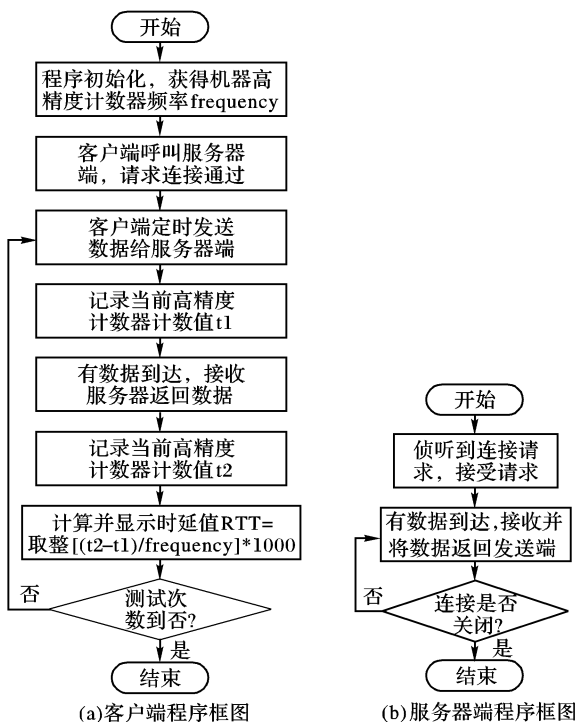 开始
程序初始化，获得机器高
精度计数器频率frequency
客户端呼叫服务器
端，请求连接通过
客户端定时发送
数据给服务器端
记录当前高精度
计数器计数值t1
有数据到达，接收
服务器返回数据
记录当前高精度
计数器计数值t2
计算并显示时延值RTT=
取整[(t2-t1)/frequency]*1000
否
测试次
数到否?
是
结束
(a)客户端程序框图
开始
侦听到连接请
求，接受请求
有数据到达,接收并
将数据返回发送端
否
连接是否
关闭?
是
结束
(b)服务器端程序框图